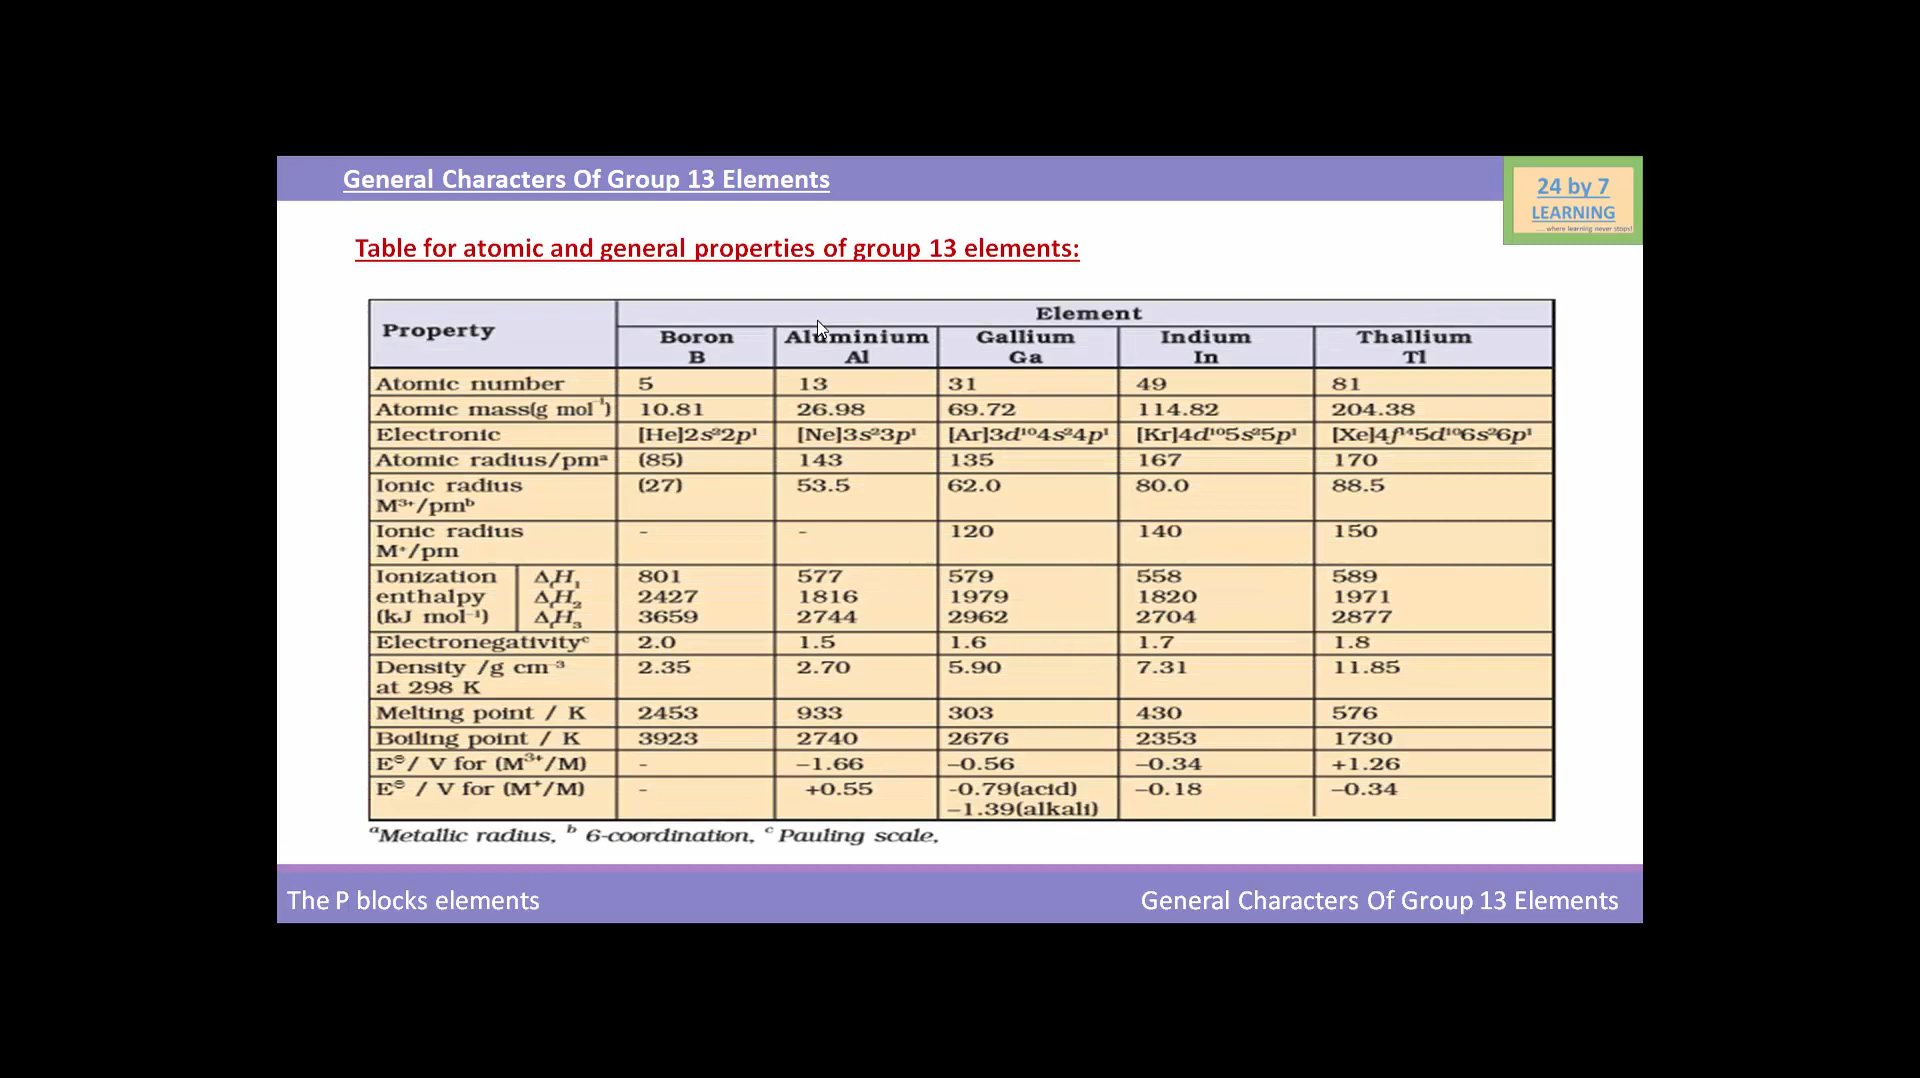 General Characters Of Group 13 Elements
24 by 7
LEARNING
.... where learning never stops!
Table for atomic and general properties of group 13 elements:
Property Element
Boron Aluminium Gallium Indium Thallium
B Al Ga In Tl
Atomic number 5 13 31 49 81
Atomic mass(g mol⁻¹) 10.81 26.98 69.72 114.82 204.38
Electronic [He]2s²2p¹ [Ne]3s²3p¹ [Ar]3d¹⁰4s²4p¹ [Kr]4d¹⁰5s²5p¹ [Xe]4f¹⁴5d¹⁰6s²6p¹
Atomic radius/pmᵃ (85) 143 135 167 170
Ionic radius (27) 53.5 62.0 80.0 88.5
M³⁺/pmᵇ
Ionic radius - - 120 140 150
M⁺/pm
Ionization ΔᵢH₁ 801 577 579 558 589
enthalpy ΔᵢH₂ 2427 1816 1979 1820 1971
(kJ mol⁻¹) ΔᵢH₃ 3659 2744 2962 2704 2877
Electronegativityᶜ 2.0 1.5 1.6 1.7 1.8
Density /g cm⁻³ 2.35 2.70 5.90 7.31 11.85
at 298 K
Melting point / K 2453 933 303 430 576
Boiling point / K 3923 2740 2676 2353 1730
E⊖/ V for (M³⁺/M) - –1.66 –0.56 –0.34 +1.26
E⊖ / V for (M⁺/M) - +0.55 -0.79(acid) –0.18 –0.34
–1.39(alkali)
ᵃMetallic radius, ᵇ 6-coordination, ᶜ Pauling scale,
The P blocks elements
General Characters Of Group 13 Elements